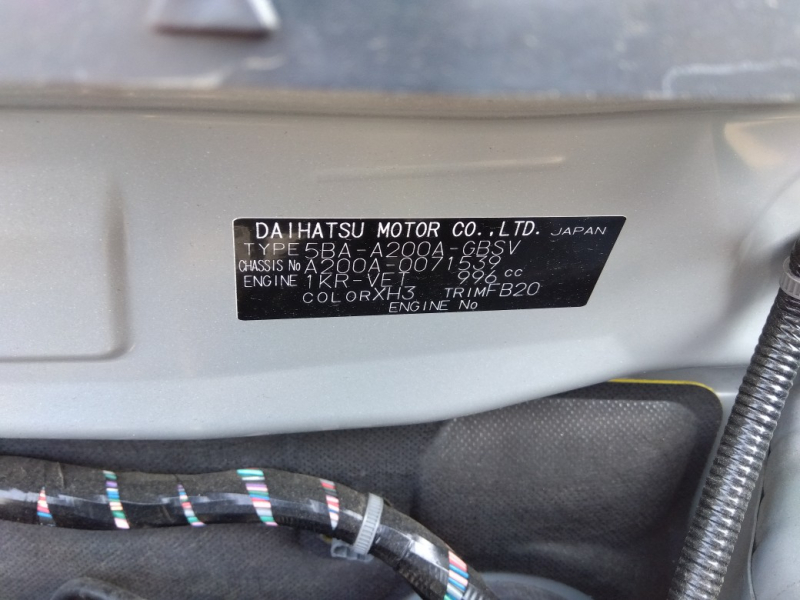 DAIHATSU MOTOR CO.,LTD. JAPAN
TYPE 5BA-A200A-GBSV
CHASSIS No A200A-0071539
ENGINE 1KR-VET 996 cc
COLOR XH3 TRIM FB20
ENGINE No